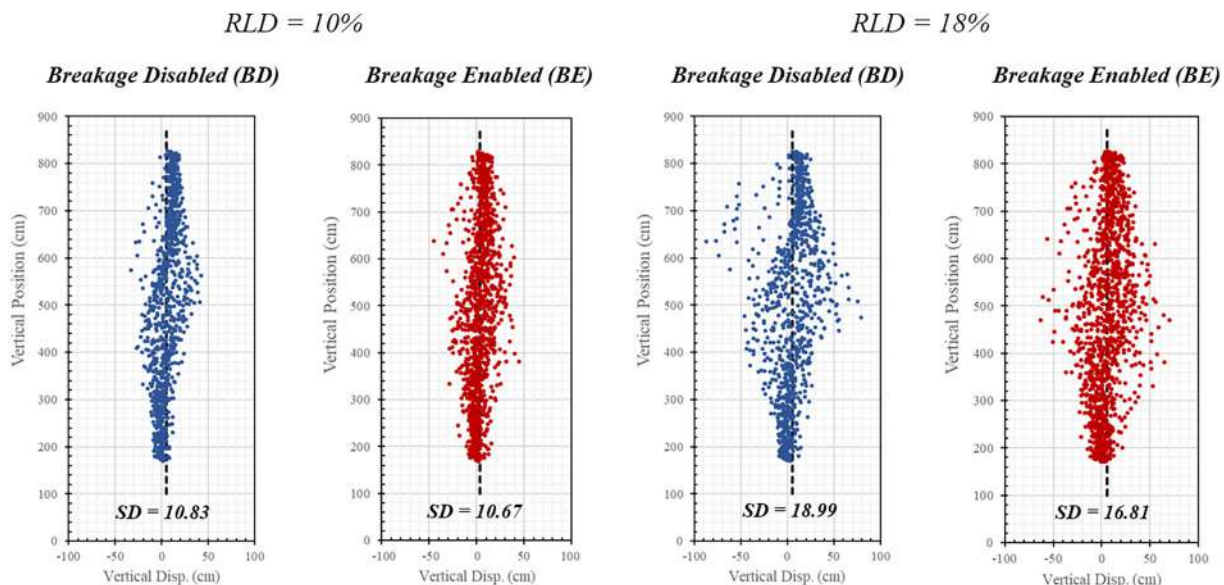 RLD = 10%
RLD = 18%
Breakage Disabled (BD)
Breakage Enabled (BE)
Breakage Disabled (BD)
Breakage Enabled (BE)
Vertical Position (cm)
900
800
700
600
500
400
300
200
100
0
SD = 10.83
-100 -50 0 50 100
Vertical Disp. (cm)
Vertical Position (cm)
900
800
700
600
500
400
300
200
100
0
SD = 10.67
-100 -50 0 50 100
Vertical Disp. (cm)
Vertical Position (cm)
900
800
700
600
500
400
300
200
100
0
SD = 18.99
-100 -50 0 50 100
Vertical Disp. (cm)
Vertical Position (cm)
900
800
700
600
500
400
300
200
100
0
SD = 16.81
-100 -50 0 50 100
Vertical Disp. (cm)